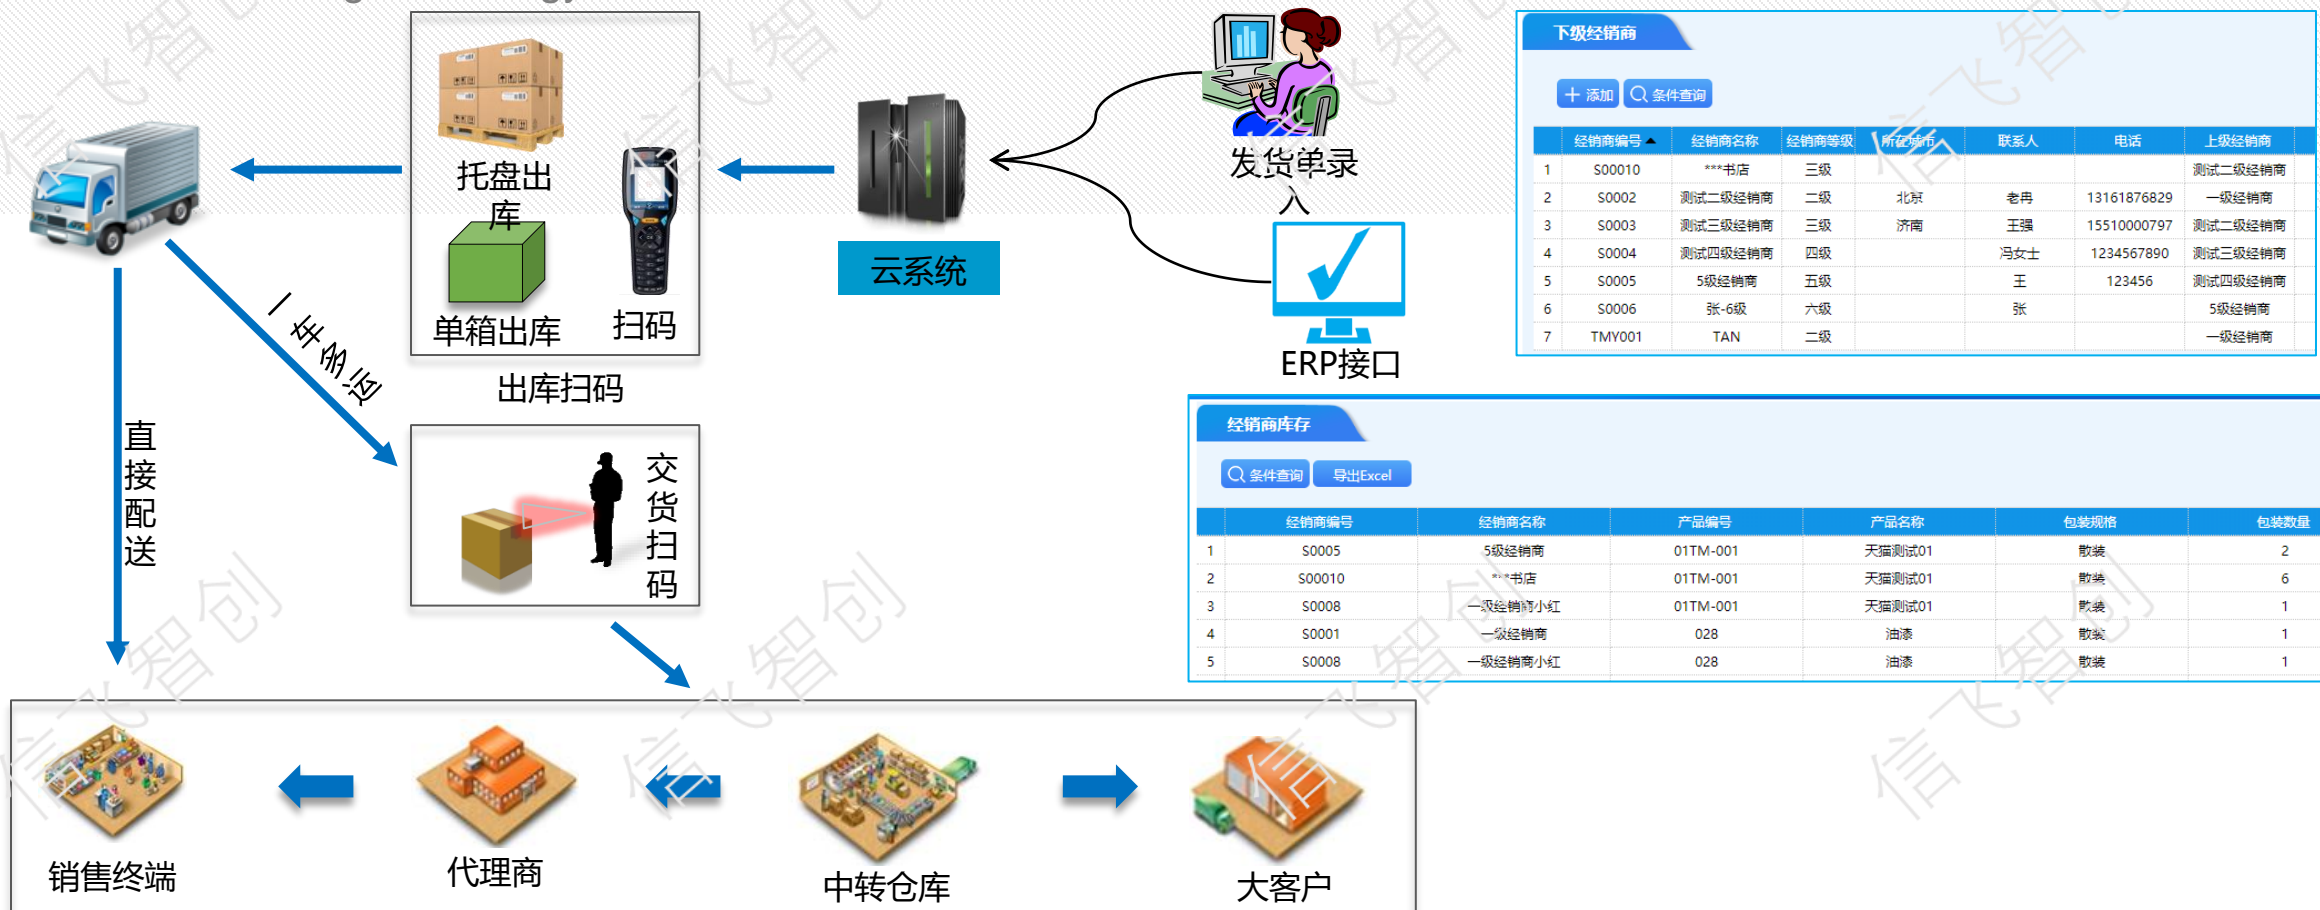 托盘出
库
单箱出库
扫码
出库扫码
云系统
发货单录
入
ERP接口
一车多运
直接配送
交货扫码
销售终端
代理商
中转仓库
大客户
下级经销商
添加 条件查询
经销商编号 经销商名称 经销商等级 所在城市 联系人 电话 上级经销商
1 S00010 ***书店 三级 测试二级经销商
2 S0002 测试二级经销商 二级 北京 老冉 13161876829 一级经销商
3 S0003 测试三级经销商 三级 济南 王强 15510000797 测试二级经销商
4 S0004 测试四级经销商 四级 冯女士 1234567890 测试三级经销商
5 S0005 5级经销商 五级 王 123456 测试四级经销商
6 S0006 张-6级 六级 张 5级经销商
7 TMY001 TAN 二级 一级经销商
经销商库存
条件查询 导出Excel
经销商编号 经销商名称 产品编号 产品名称 包装规格 包装数量
1 S0005 5级经销商 01TM-001 天猫测试01 散装 2
2 S00010 ***书店 01TM-001 天猫测试01 散装 6
3 S0008 一级经销商小红 01TM-001 天猫测试01 散装 1
4 S0001 一级经销商 028 油漆 散装 1
5 S0008 一级经销商小红 028 油漆 散装 1
信飞智创